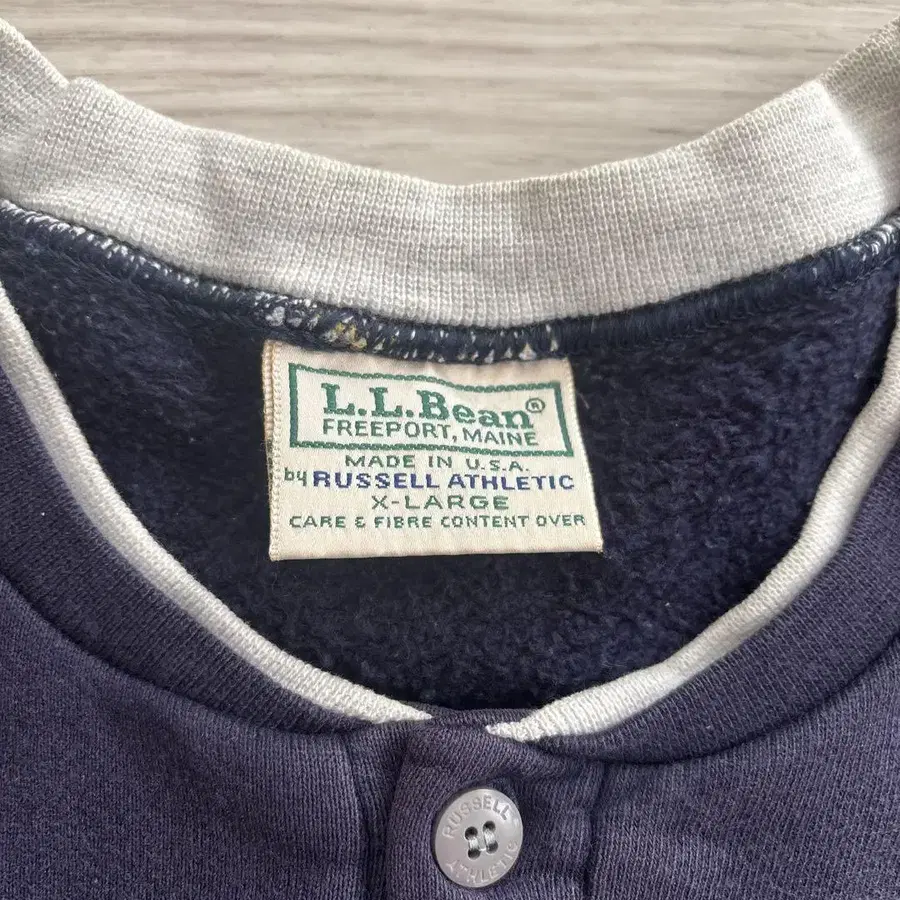 L.L.Bean®
FREEPORT, MAINE
MADE IN U.S.A.
by RUSSELL ATHLETIC
X-LARGE
CARE & FIBRE CONTENT OVER
RUSSELL
ATHLETIC